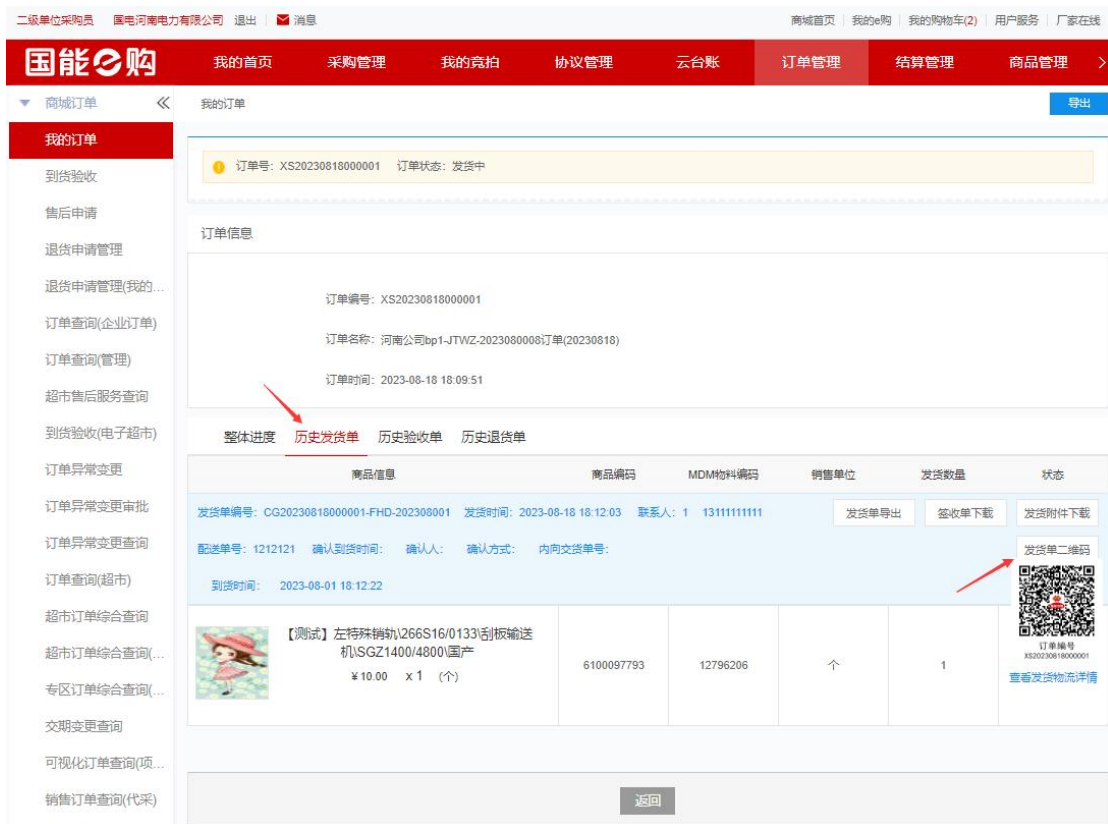 二级单位采购员 国电河南电力有限公司 退出 消息 商城首页 我的e购 我的购物车(2) 用户服务 厂家在线
国能e购 我的首页 采购管理 我的竞拍 协议管理 云台账 订单管理 结算管理 商品管理
商城订单 我的订单 导出
我的订单
订单号：XS20230818000001 订单状态：发货中
到货验收
售后申请
订单信息
退货申请管理
退货申请管理(我的...
订单编号：XS20230818000001
订单查询(企业订单)
订单名称：河南公司bp1-JTWZ-2023080008订单(20230818)
订单查询(管理)
订单时间：2023-08-18 18:09:51
超市售后服务查询
到货验收(电子超市)
整体进度 历史发货单 历史验收单 历史退货单
订单异常变更
商品信息 商品编码 MDM物料编码 销售单位 发货数量 状态
订单异常变更审批
发货单编号：CG20230818000001-FHD-202308001 发货时间：2023-08-18 18:12:03 联系人：1 13111111111 发货单导出 签收单下载 发货附件下载
订单异常变更查询
配送单号：1212121 确认到货时间： 确认人： 确认方式： 内向交货单号： 发货单二维码
订单查询(超市)
到货时间： 2023-08-01 18:12:22
超市订单综合查询
【测试】左特殊销轨\266S16/0133\刮板输送
机\SGZ1400/4800\国产
￥10.00 x 1 (个)
6100097793 12796206 个 1
订单编号
XS20230818000001
查看发货物流详情
超市订单综合查询(...
专区订单综合查询(...
交期变更查询
可视化订单查询(项...
销售订单查询(代采)
返回